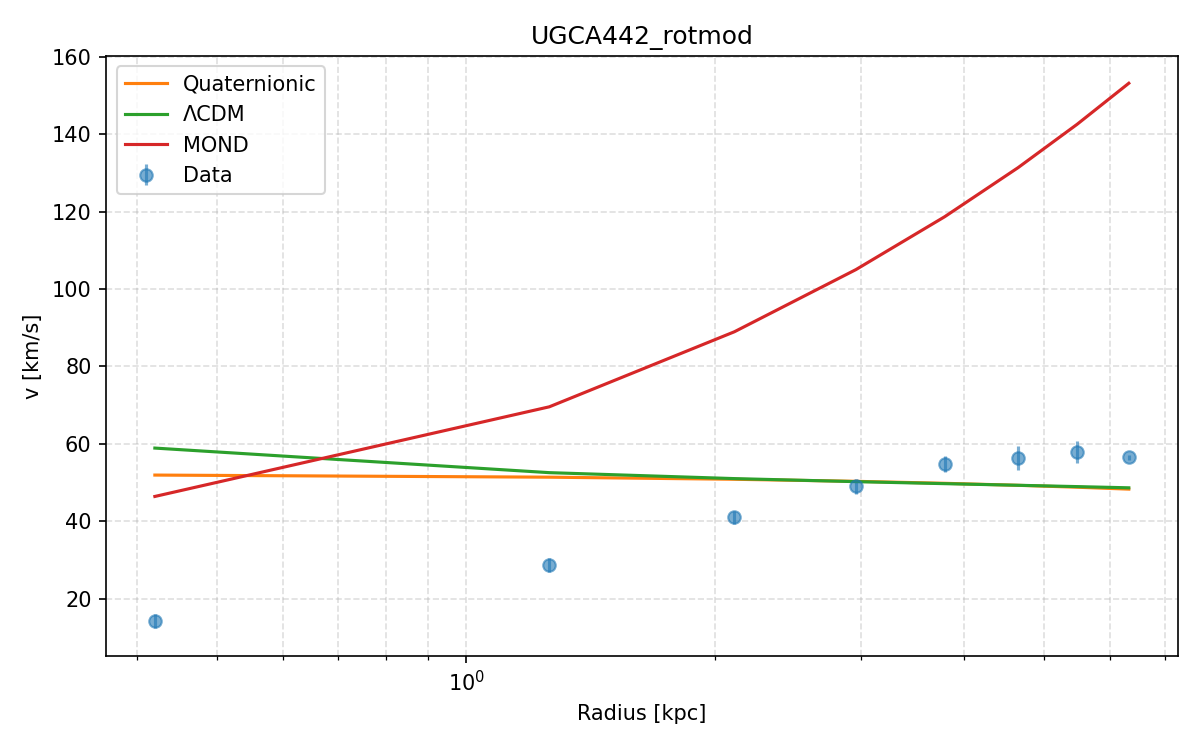 UGCA442_rotmod
Quaternionic
ΛCDM
MOND
Data
160
140
120
100
80
60
40
20
v [km/s]
10⁰
Radius [kpc]